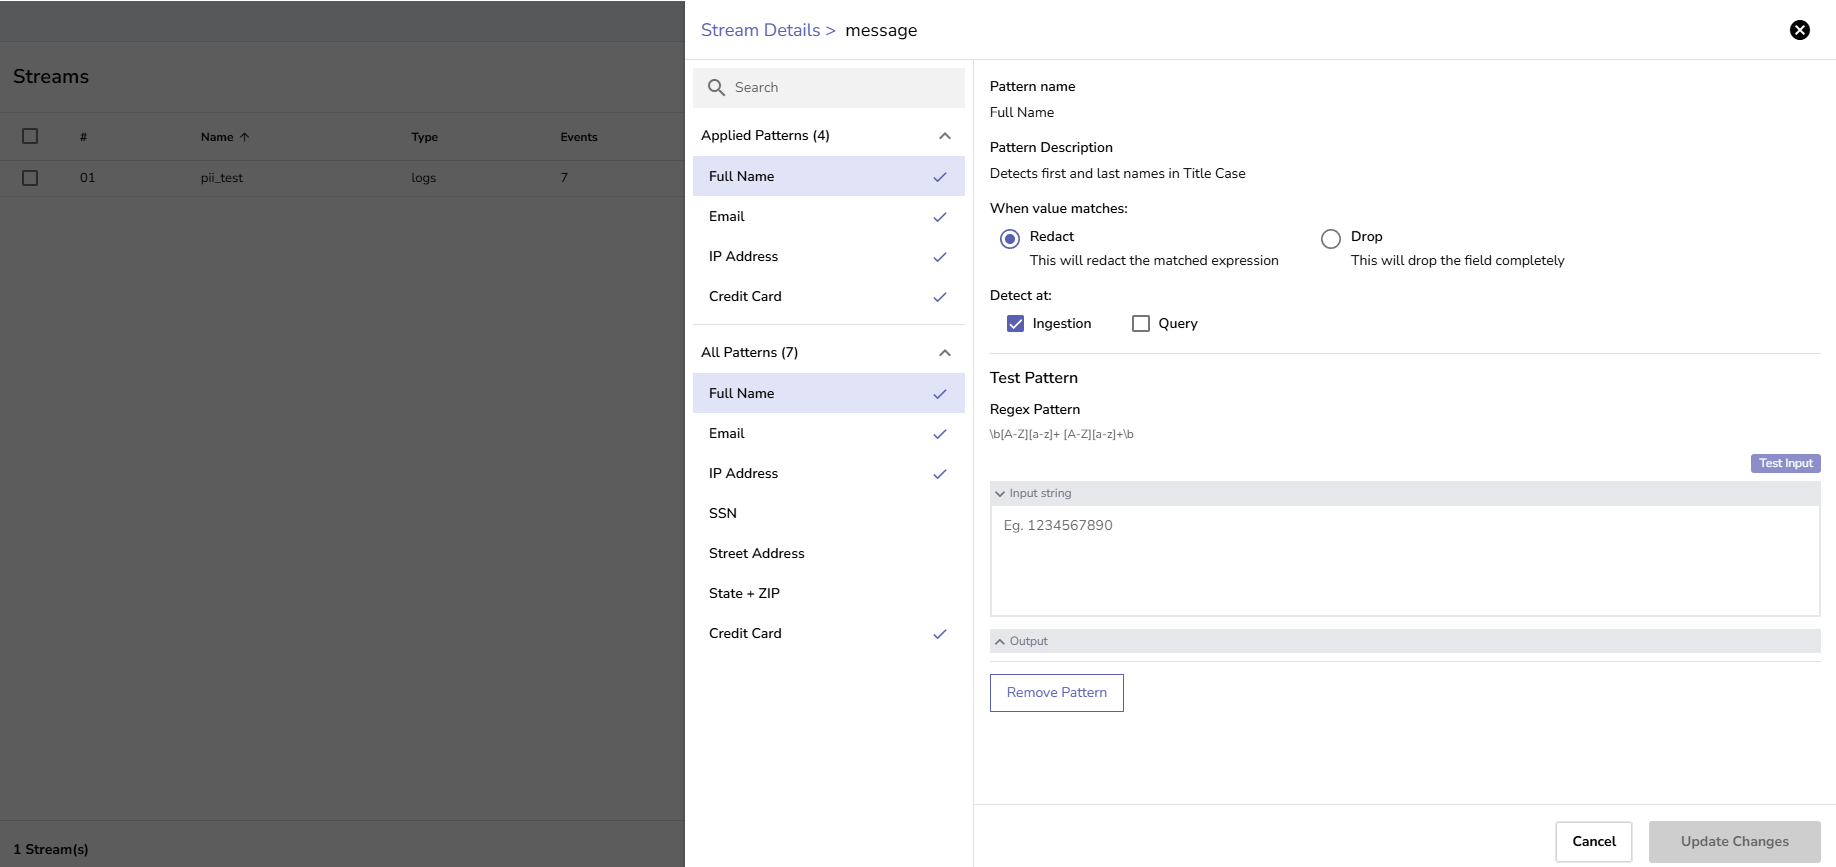 Streams
# Name Type Events
01 pii_test logs 7
1 Stream(s)
Stream Details > message
Search
Applied Patterns (4)
Full Name
Email
IP Address
Credit Card
All Patterns (7)
Full Name
Email
IP Address
SSN
Street Address
State + ZIP
Credit Card
Pattern name
Full Name
Pattern Description
Detects first and last names in Title Case
When value matches:
Redact
This will redact the matched expression
Drop
This will drop the field completely
Detect at:
Ingestion Query
Test Pattern
Regex Pattern
\b[A-Z][a-z]+ [A-Z][a-z]+\b
Test Input
Input string
Eg. 1234567890
Output
Remove Pattern
Cancel Update Changes